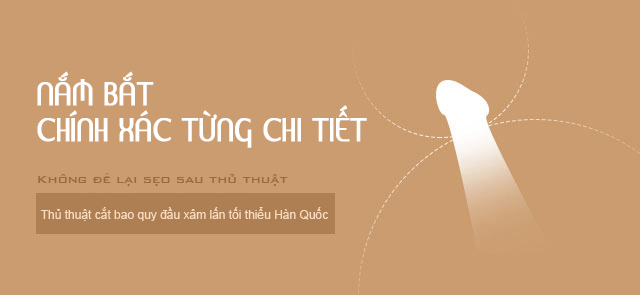 NẮM BẮT
CHÍNH XÁC TỪNG CHI TIẾT
KHÔNG ĐỂ LẠI SẸO SAU THỦ THUẬT
Thủ thuật cắt bao quy đầu xâm lấn tối thiểu Hàn Quốc